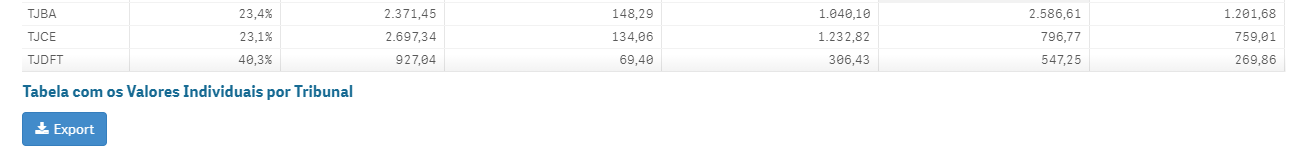 TJBA 23,4% 2.371,45 148,29 1.040,10 2.586,61 1.201,68
TJCE 23,1% 2.697,34 134,06 1.232,82 796,77 759,01
TJDFT 40,3% 927,04 69,40 306,43 547,25 269,86
Tabela com os Valores Individuais por Tribunal
Export